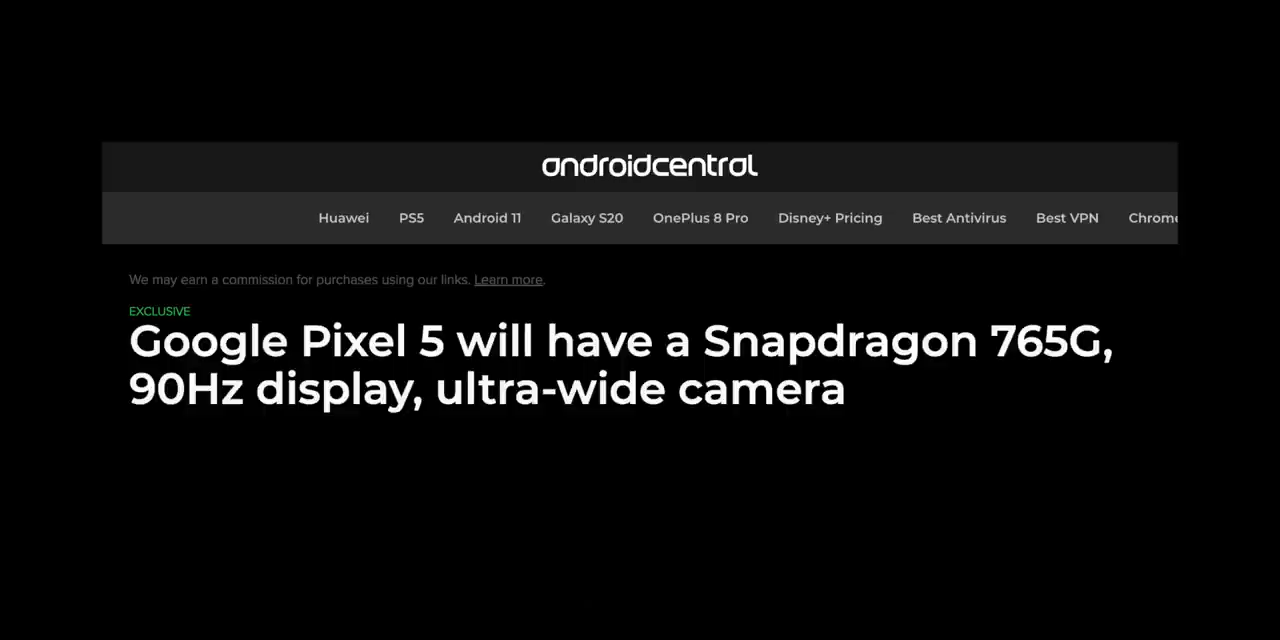 androidcentral
Huawei PS5 Android 11 Galaxy S20 OnePlus 8 Pro Disney+ Pricing Best Antivirus Best VPN Chrome
We may earn a commission for purchases using our links. Learn more.
EXCLUSIVE
Google Pixel 5 will have a Snapdragon 765G,
90Hz display, ultra-wide camera